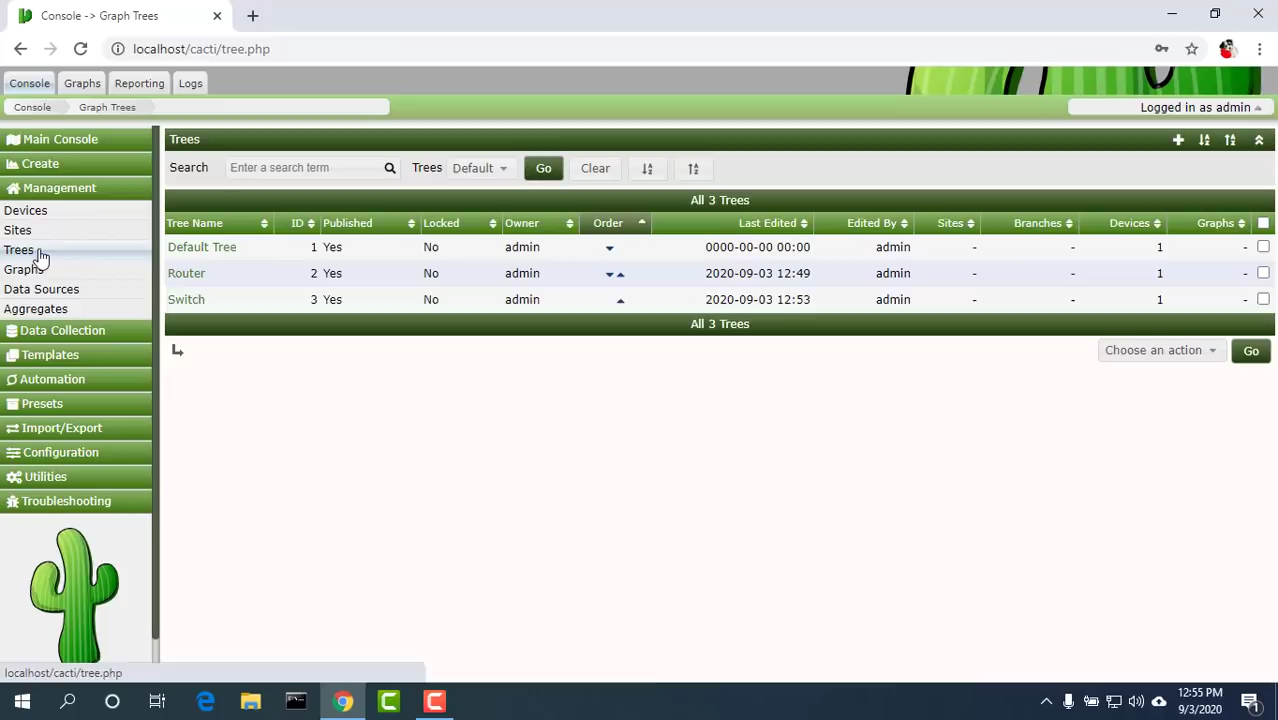 Console -> Graph Trees
localhost/cacti/tree.php
Console Graphs Reporting Logs
Console Graph Trees Logged in as admin
Main Console
Create
Management
Devices
Sites
Trees
Graphs
Data Sources
Aggregates
Data Collection
Templates
Automation
Presets
Import/Export
Configuration
Utilities
Troubleshooting
Trees
Search Enter a search term Trees Default Go Clear
All 3 Trees
Tree Name ID Published Locked Owner Order Last Edited Edited By Sites Branches Devices Graphs
Default Tree 1 Yes No admin 0000-00-00 00:00 admin - - 1 -
Router 2 Yes No admin 2020-09-03 12:49 admin - - 1 -
Switch 3 Yes No admin 2020-09-03 12:53 admin - - 1 -
All 3 Trees
Choose an action Go
localhost/cacti/tree.php
12:55 PM
9/3/2020
1